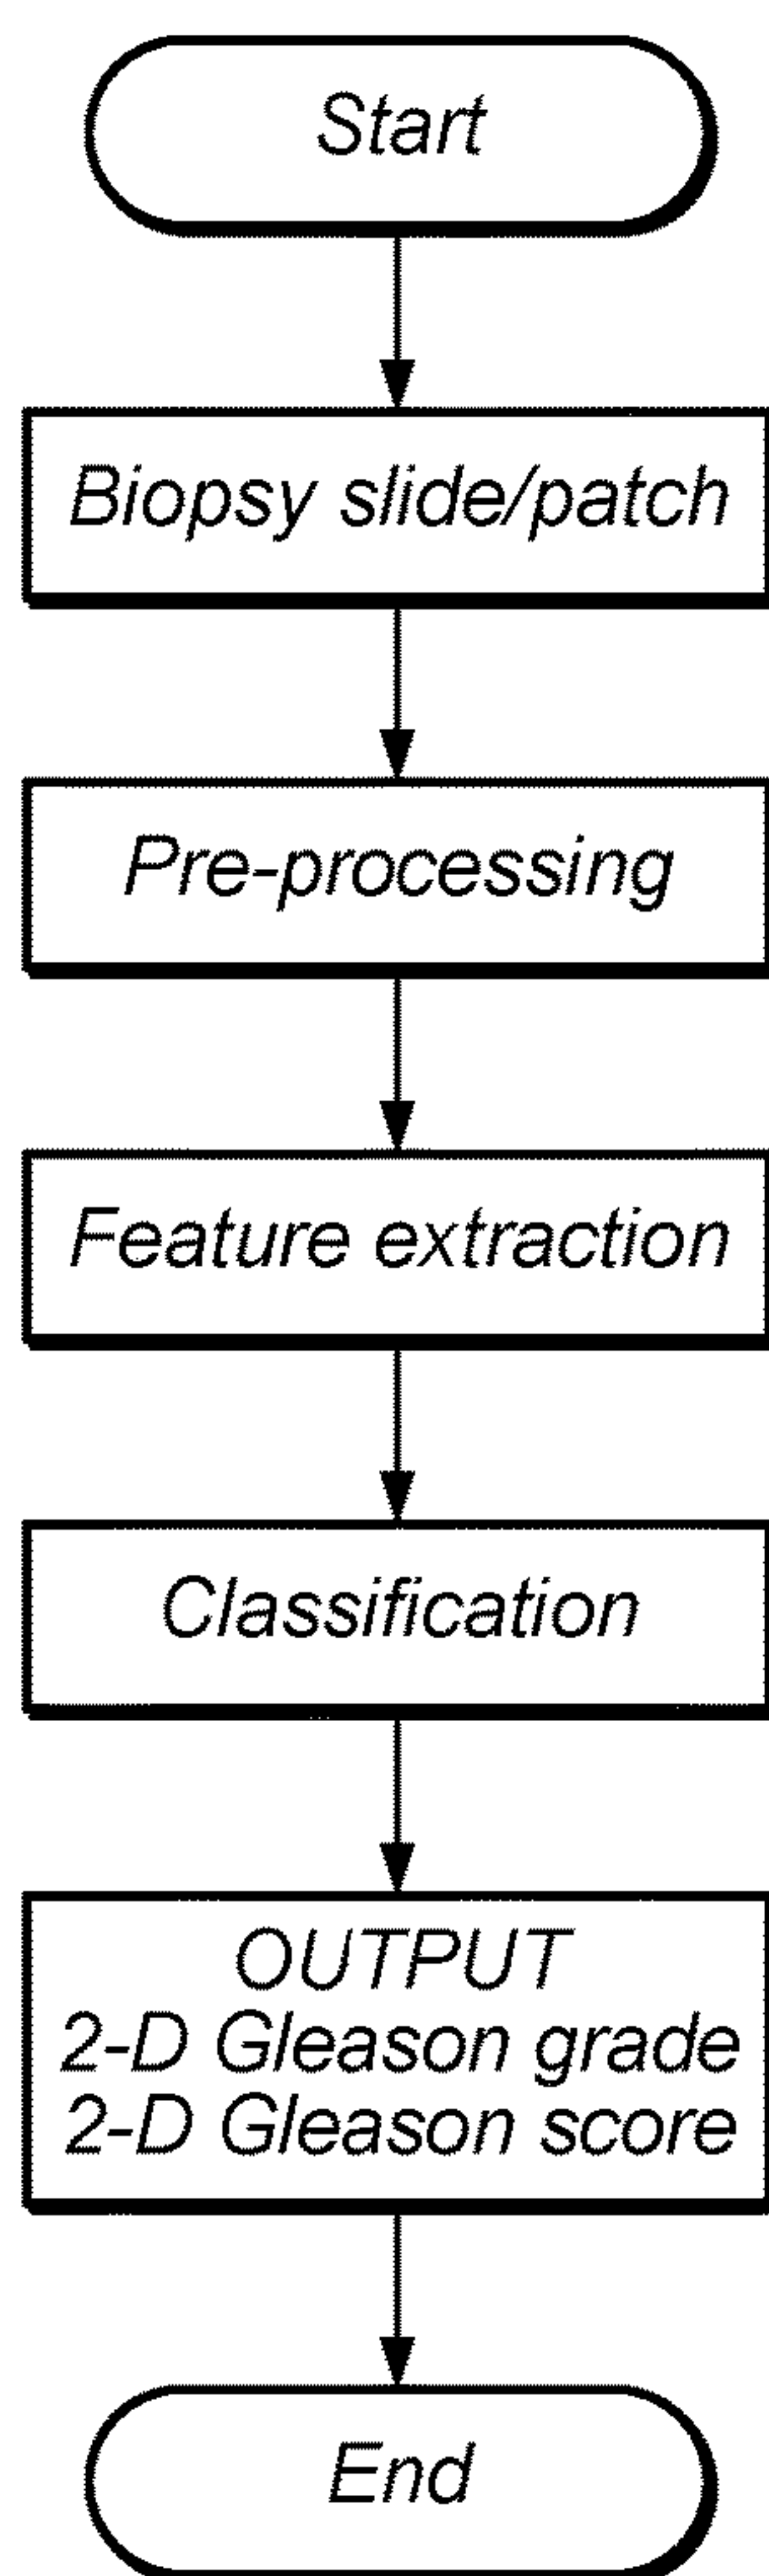 Start
Biopsy slide/patch
Pre-processing
Feature extraction
Classification
OUTPUT
2-D Gleason grade
2-D Gleason score
End